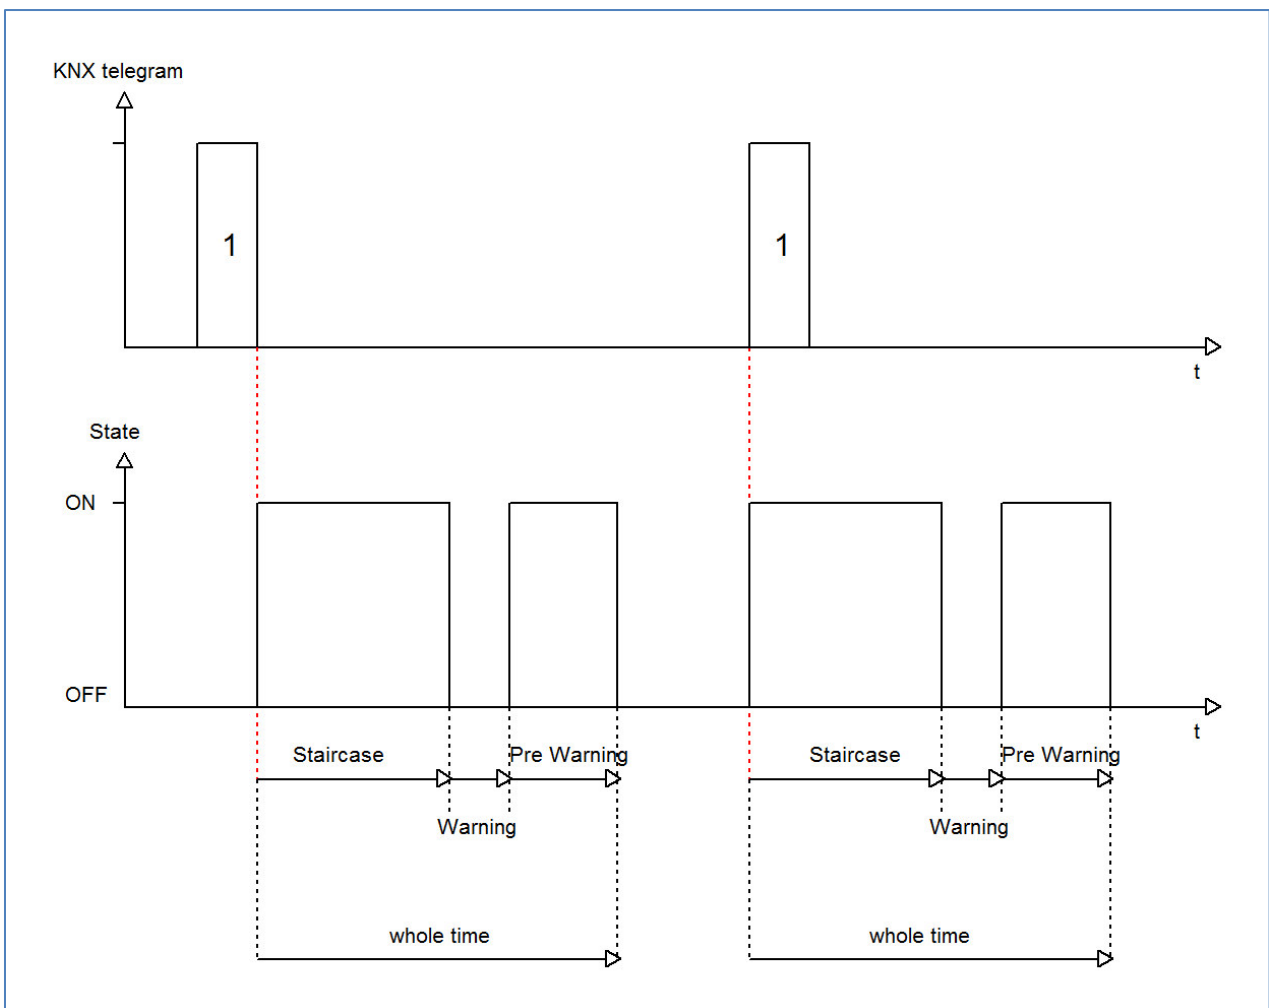 KNX telegram
1
1
t
State
ON
OFF
t
Staircase
Pre Warning
Staircase
Pre Warning
Warning
Warning
whole time
whole time